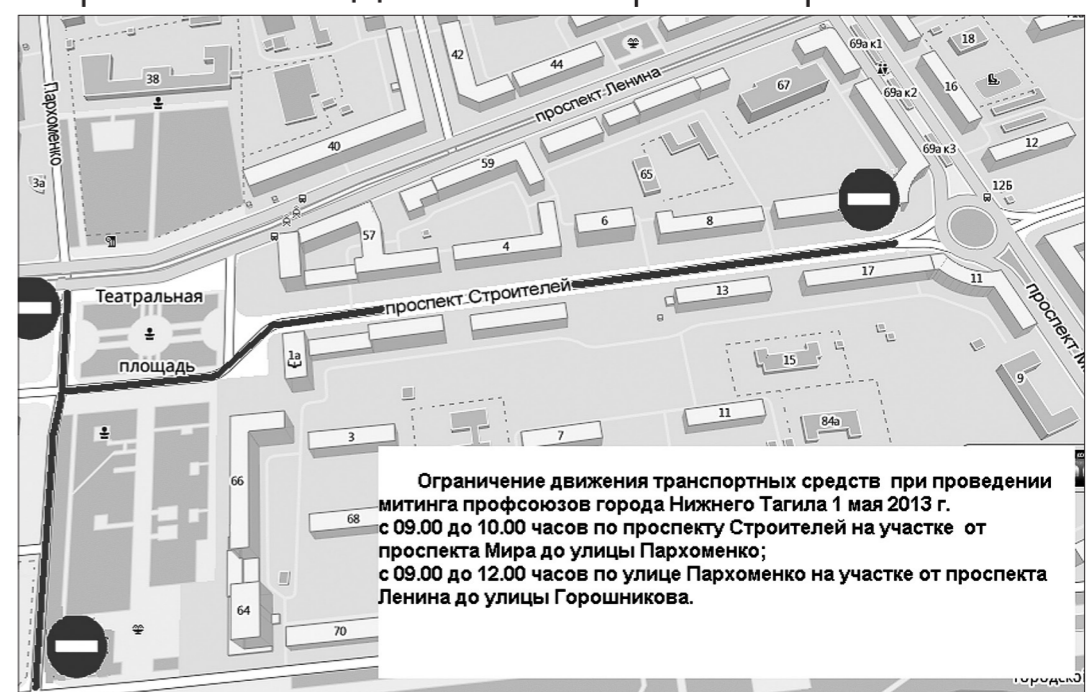 42
44
проспект Ленина
67
69а к1
18
69а к2
16
69а к3
12
12Б
38
Пархоменко
3а
40
59
65
57
4
6
8
Театральная
площадь
проспект Строителей
13
17
11
проспект М
1а
15
9
3
7
11
84а
66
68
64
70
Ограничение движения транспортных средств при проведении
митинга профсоюзов города Нижнего Тагила 1 мая 2013 г.
с 09.00 до 10.00 часов по проспекту Строителей на участке от
проспекта Мира до улицы Пархоменко;
с 09.00 до 12.00 часов по улице Пархоменко на участке от проспекта
Ленина до улицы Горошникова.